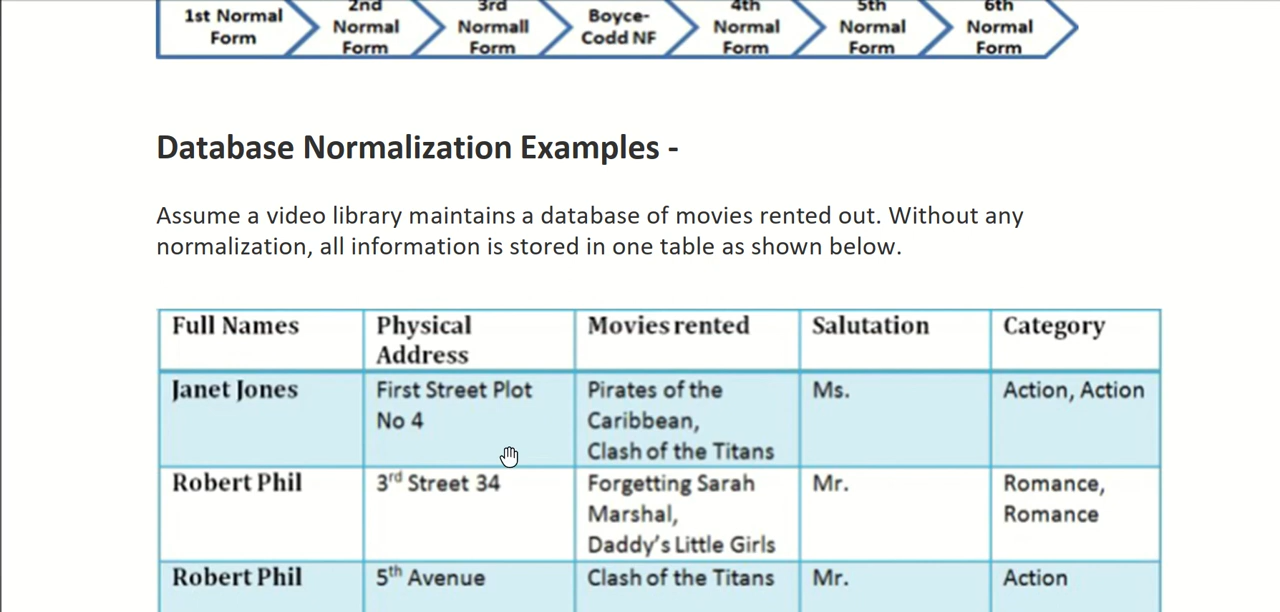 1st Normal Form
2nd Normal Form
3rd Normall Form
Boyce-Codd NF
4th Normal Form
5th Normal Form
6th Normal Form
Database Normalization Examples -
Assume a video library maintains a database of movies rented out. Without any
normalization, all information is stored in one table as shown below.
Full Names
Physical
Address
Movies rented
Salutation
Category
Janet Jones
First Street Plot
No 4
Pirates of the
Caribbean,
Clash of the Titans
Ms.
Action, Action
Robert Phil
3rd Street 34
Forgetting Sarah
Marshal,
Daddy's Little Girls
Mr.
Romance,
Romance
Robert Phil
5th Avenue
Clash of the Titans
Mr.
Action